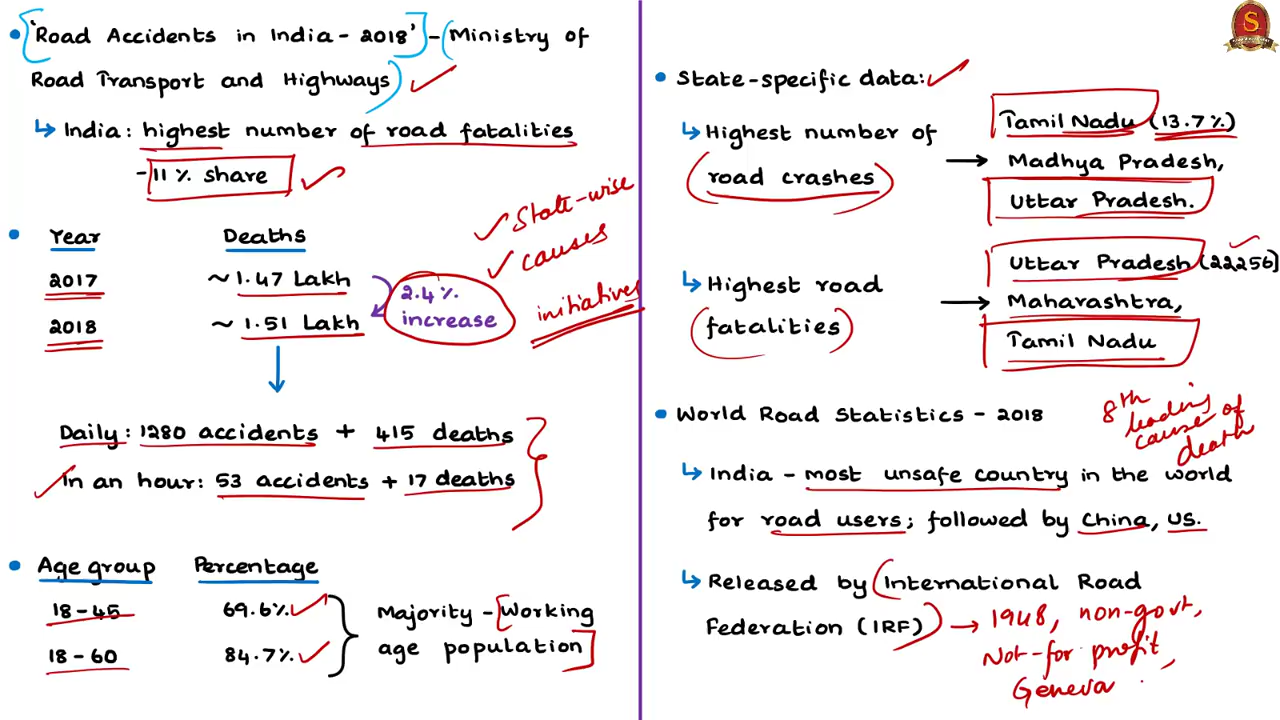 'Road Accidents in India - 2018' - (Ministry of
Road Transport and Highways)
India: highest number of road fatalities
- 11 % share
State-wise
causes
initiatives
Year Deaths
2017 ~ 1.47 Lakh
2018 ~ 1.51 Lakh
2.4 %
increase
Daily: 1280 accidents + 415 deaths
In an hour: 53 accidents + 17 deaths
Age group Percentage
18 - 45 69.6%
18 - 60 84.7%
Majority - [Working
age population]
State-specific data:
Highest number of
(road crashes)
Tamil Nadu (13.7%)
Madhya Pradesh,
Uttar Pradesh.
Highest road
(fatalities)
Uttar Pradesh (22256)
Maharashtra,
Tamil Nadu
World Road Statistics - 2018
8th
leading
cause of
death
India - most unsafe country in the world
for road users; followed by China, US.
Released by (International Road
Federation (IRF))
1948, non-govt,
Not-for profit
Geneva
S